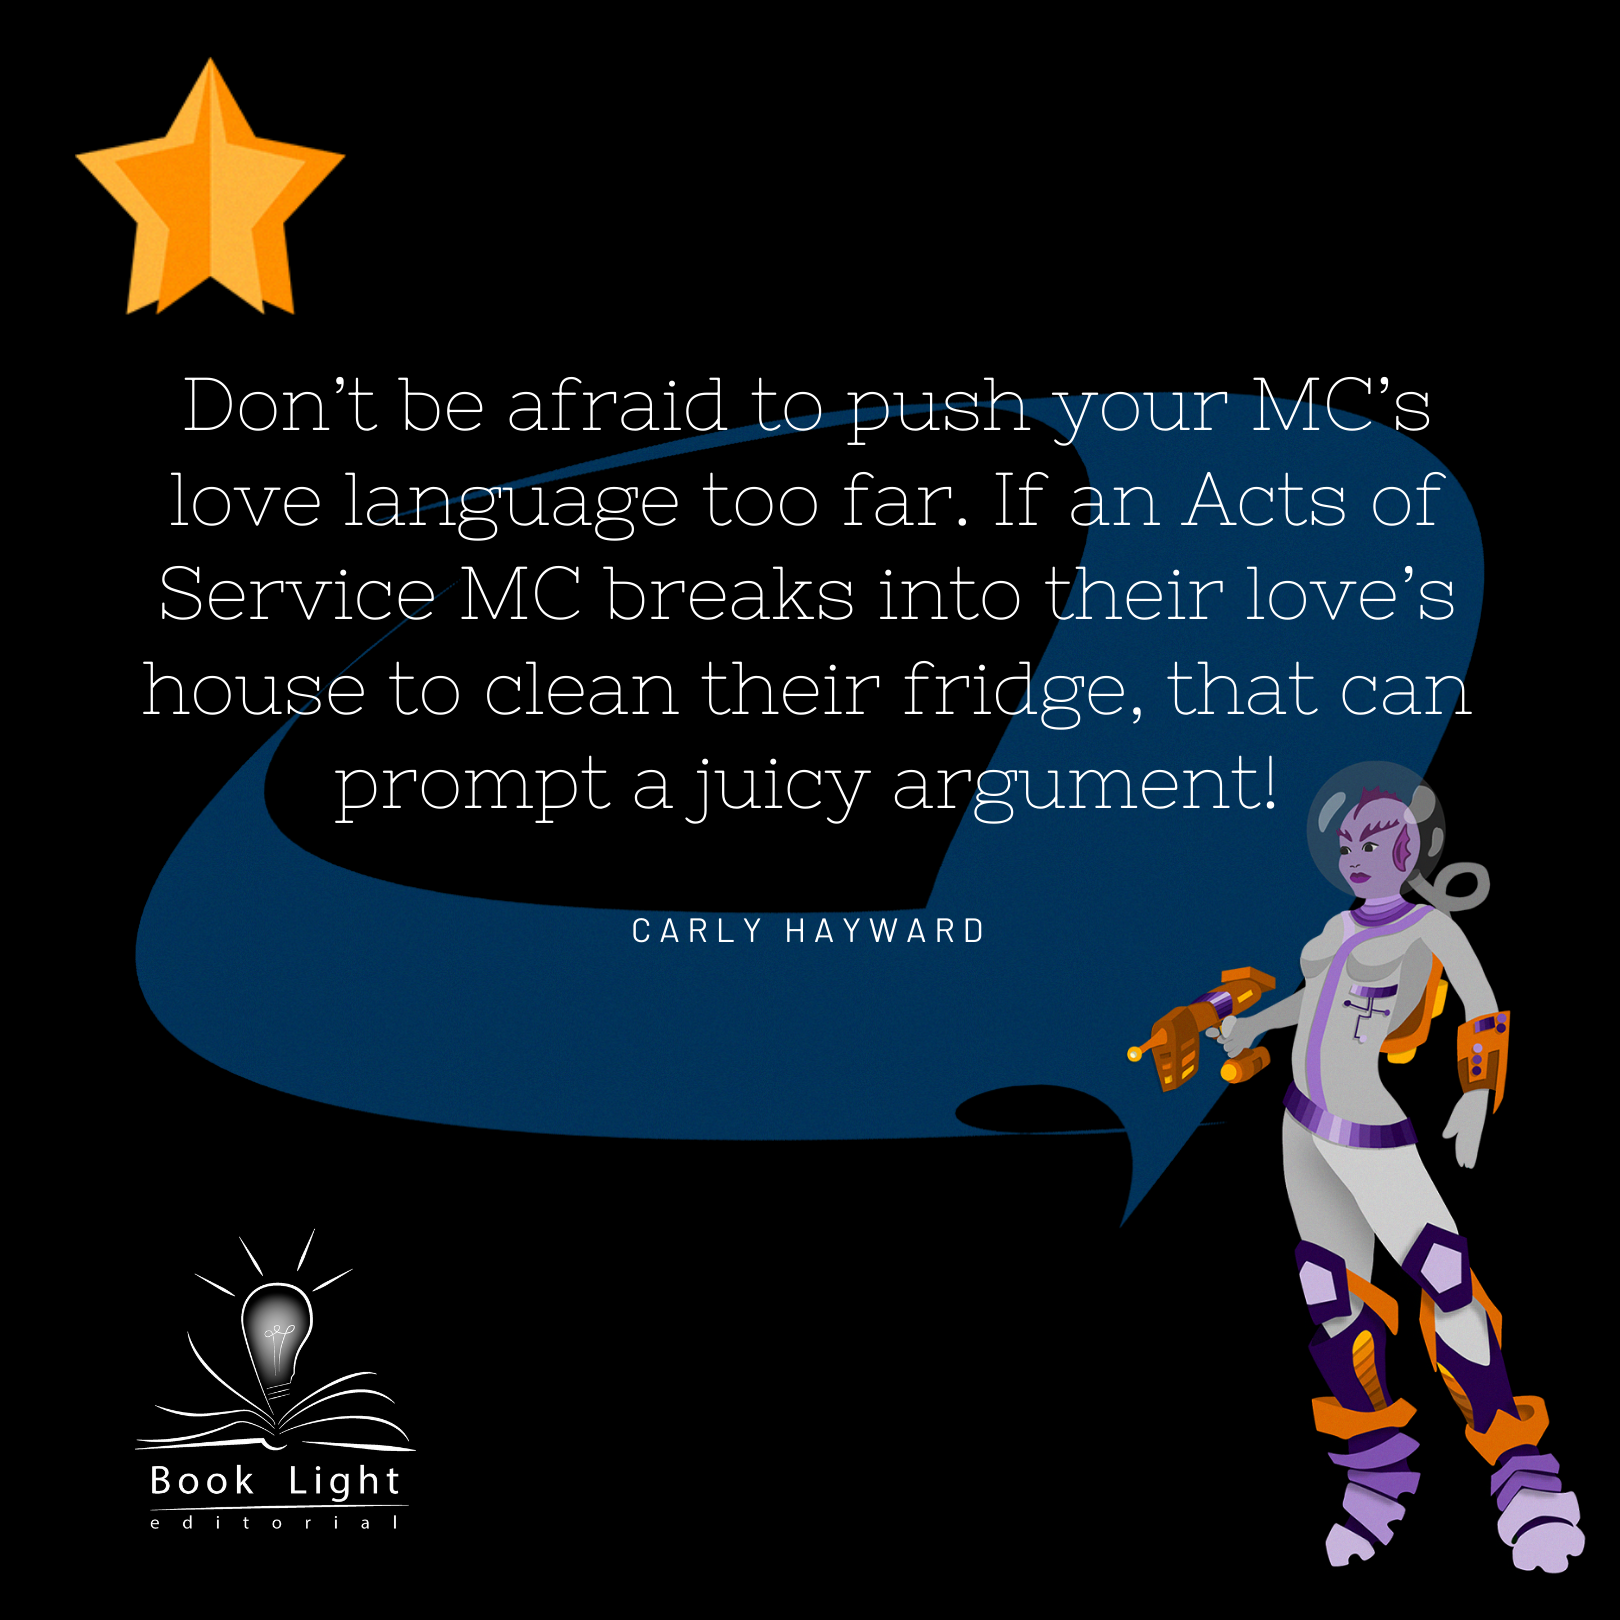 Don’t be afraid to push your MC’s
love language too far. If an Acts of
Service MC breaks into their love’s
house to clean their fridge, that can
prompt a juicy argument!
CARLY HAYWARD
Book Light
editorial